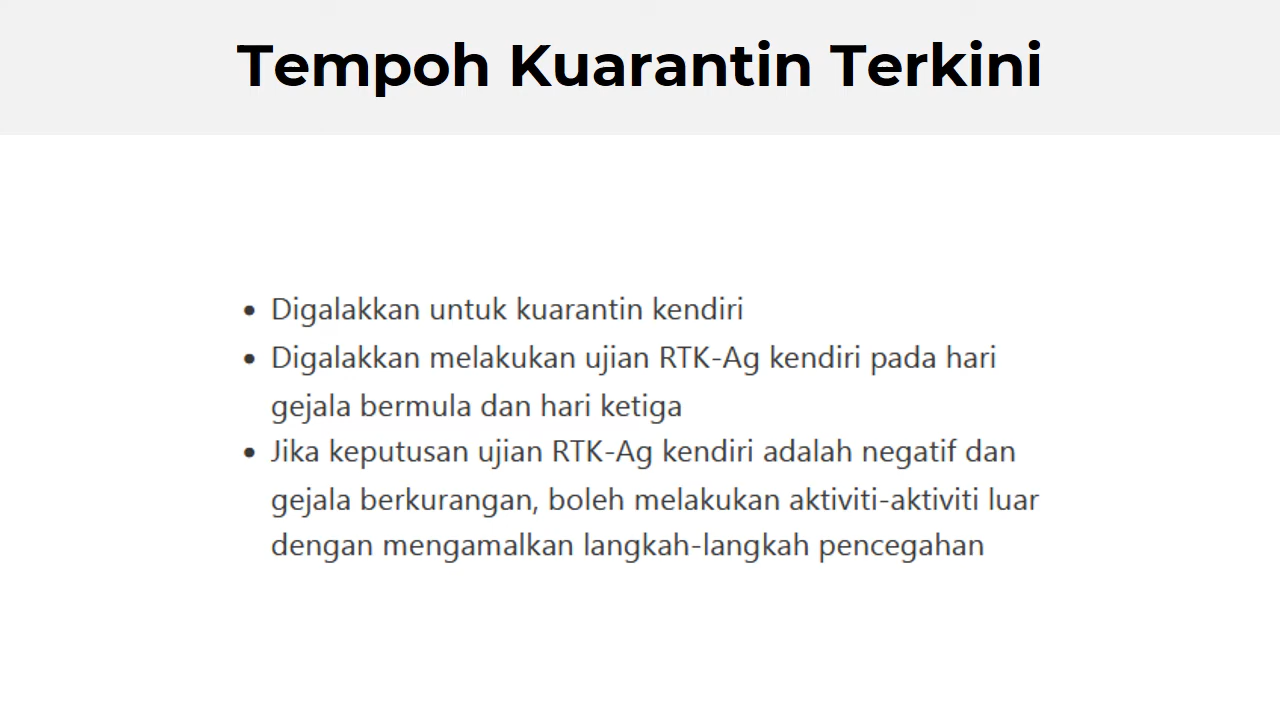 Tempoh Kuarantin Terkini
• Digalakkan untuk kuarantin kendiri
• Digalakkan melakukan ujian RTK-Ag kendiri pada hari
gejala bermula dan hari ketiga
• Jika keputusan ujian RTK-Ag kendiri adalah negatif dan
gejala berkurangan, boleh melakukan aktiviti-aktiviti luar
dengan mengamalkan langkah-langkah pencegahan